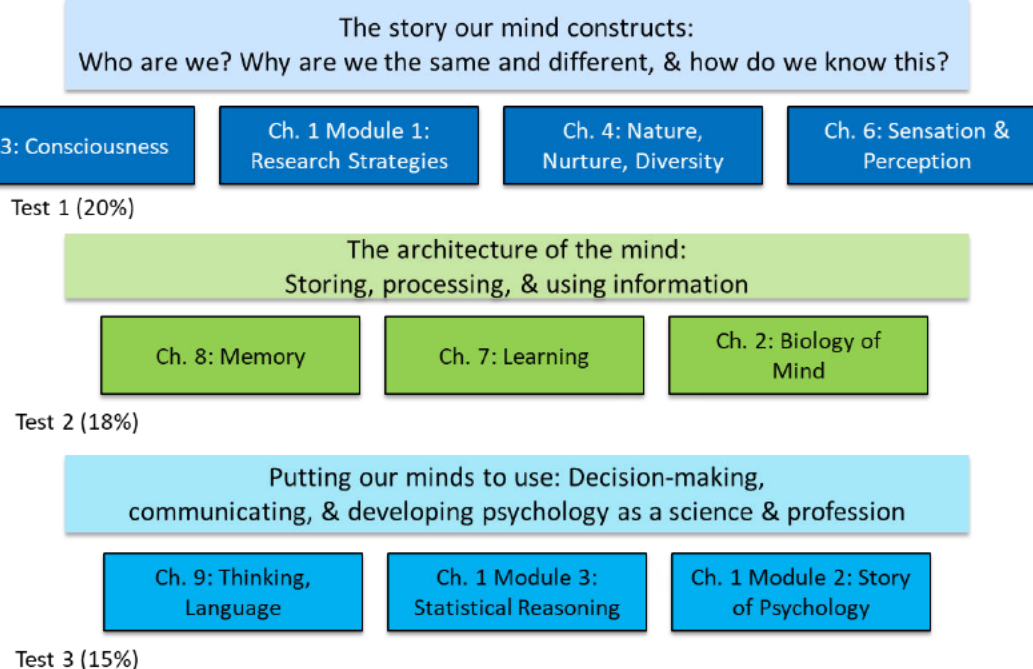 The story our mind constructs:
Who are we? Why are we the same and different, & how do we know this?
3: Consciousness
Ch. 1 Module 1:
Research Strategies
Ch. 4: Nature,
Nurture, Diversity
Ch. 6: Sensation &
Perception
Test 1 (20%)
The architecture of the mind:
Storing, processing, & using information
Ch. 8: Memory
Ch. 7: Learning
Ch. 2: Biology of
Mind
Test 2 (18%)
Putting our minds to use: Decision-making,
communicating, & developing psychology as a science & profession
Ch. 9: Thinking,
Language
Ch. 1 Module 3:
Statistical Reasoning
Ch. 1 Module 2: Story
of Psychology
Test 3 (15%)